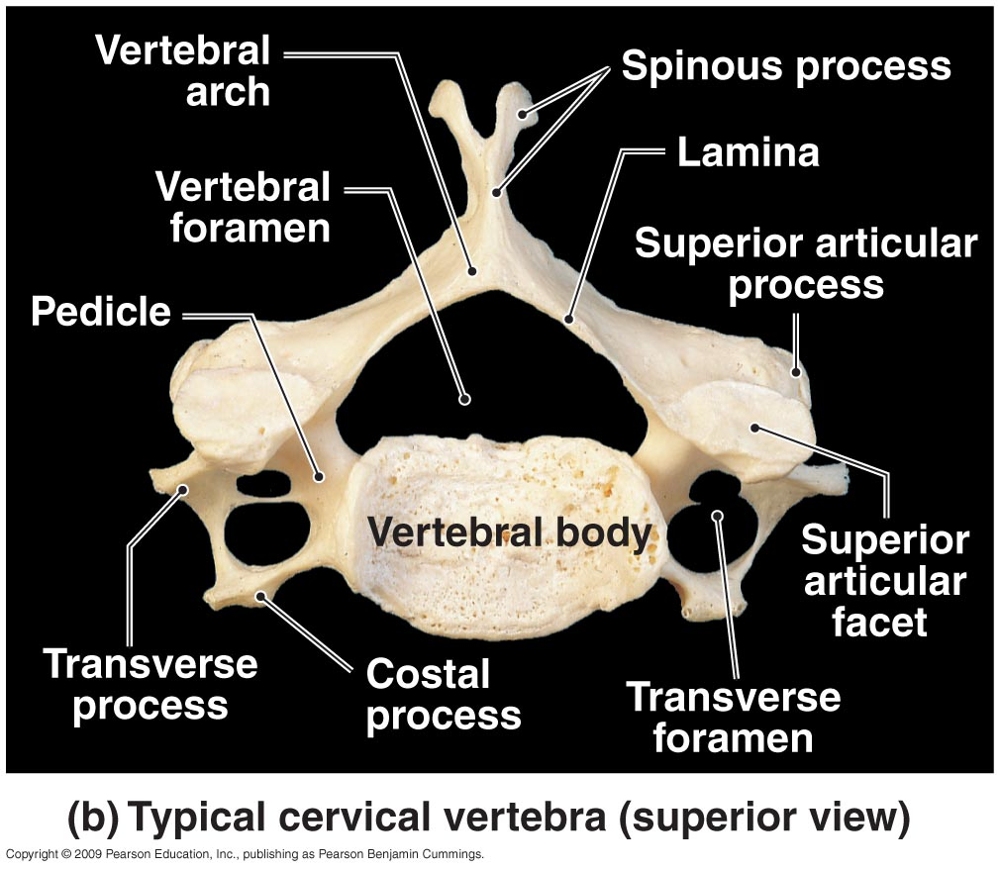 Vertebral
arch
Spinous process
Lamina
Vertebral
foramen
Superior articular
process
Pedicle
Vertebral body
Superior
articular
facet
Transverse
process
Costal
process
Transverse
foramen
(b) Typical cervical vertebra (superior view)
Copyright © 2009 Pearson Education, Inc., publishing as Pearson Benjamin Cummings.